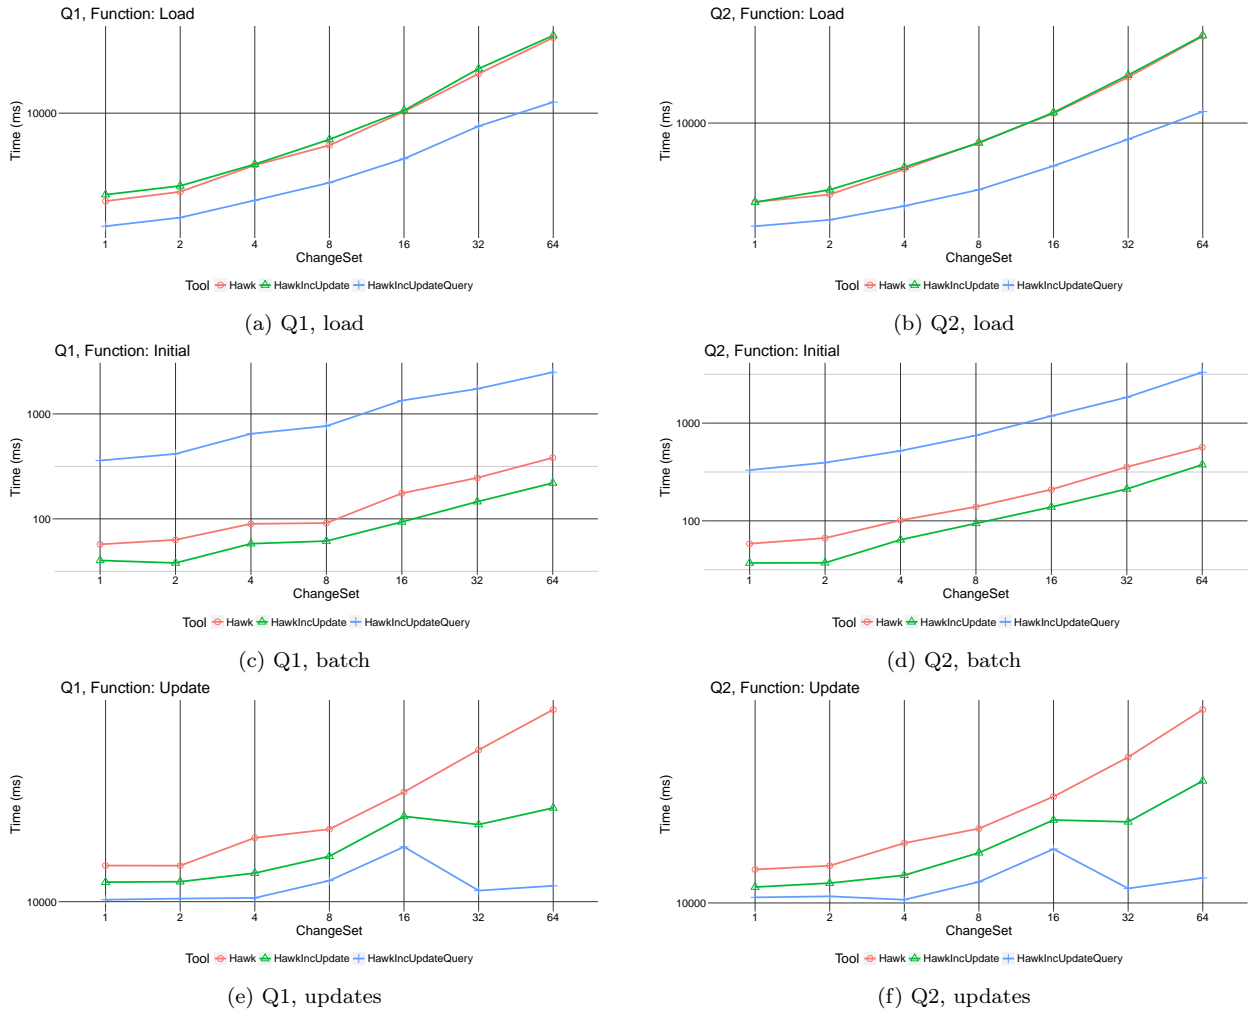 Q1, Function: Load
Time (ms)
10000
1 2 4 8 16 32 64
ChangeSet
Tool Hawk HawkIncUpdate HawkIncUpdateQuery
(a) Q1, load
Q2, Function: Load
Time (ms)
10000
1 2 4 8 16 32 64
ChangeSet
Tool Hawk HawkIncUpdate HawkIncUpdateQuery
(b) Q2, load
Q1, Function: Initial
Time (ms)
1000
100
1 2 4 8 16 32 64
ChangeSet
Tool Hawk HawkIncUpdate HawkIncUpdateQuery
(c) Q1, batch
Q2, Function: Initial
Time (ms)
1000
100
1 2 4 8 16 32 64
ChangeSet
Tool Hawk HawkIncUpdate HawkIncUpdateQuery
(d) Q2, batch
Q1, Function: Update
Time (ms)
10000
1 2 4 8 16 32 64
ChangeSet
Tool Hawk HawkIncUpdate HawkIncUpdateQuery
(e) Q1, updates
Q2, Function: Update
Time (ms)
10000
1 2 4 8 16 32 64
ChangeSet
Tool Hawk HawkIncUpdate HawkIncUpdateQuery
(f) Q2, updates